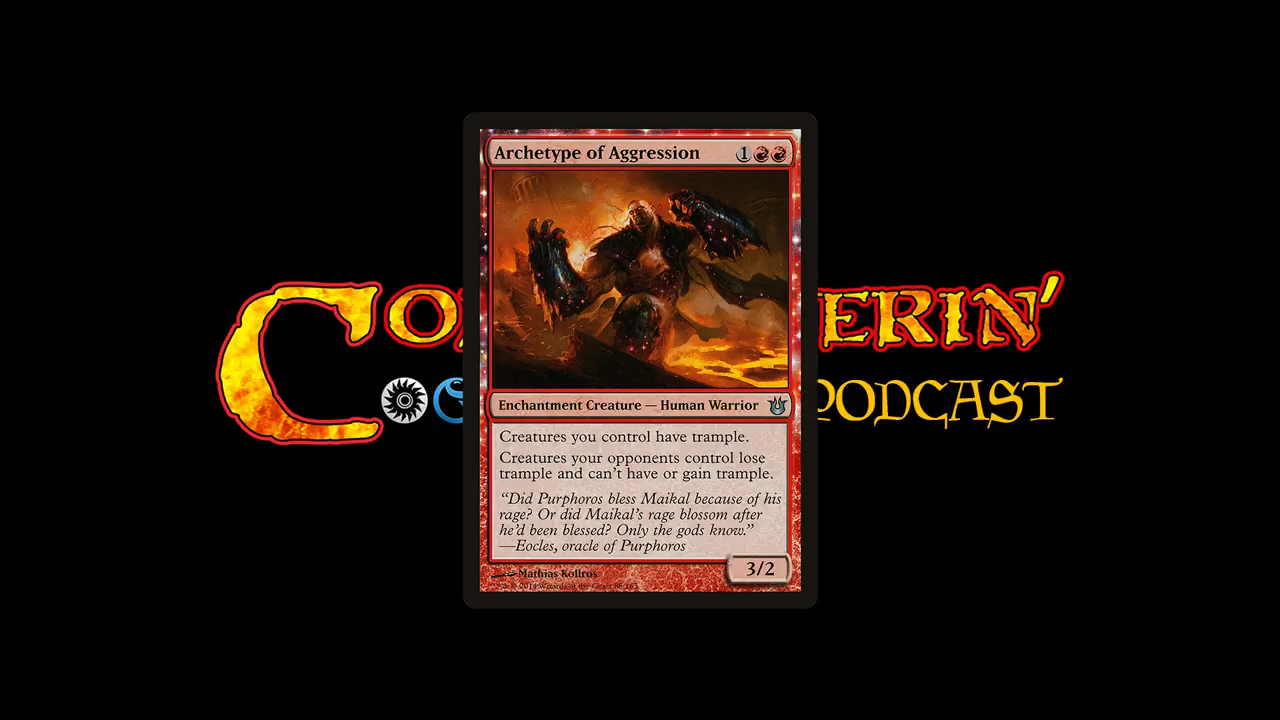 Archetype of Aggression 1
Enchantment Creature — Human Warrior
Creatures you control have trample.
Creatures your opponents control lose
trample and can't have or gain trample.
"Did Purphoros bless Maikal because of his
rage? Or did Maikal's rage blossom after
he'd been blessed? Only the gods know."
—Eocles, oracle of Purphoros
3/2
Mathias Kollros
ERIN'
PODCAST